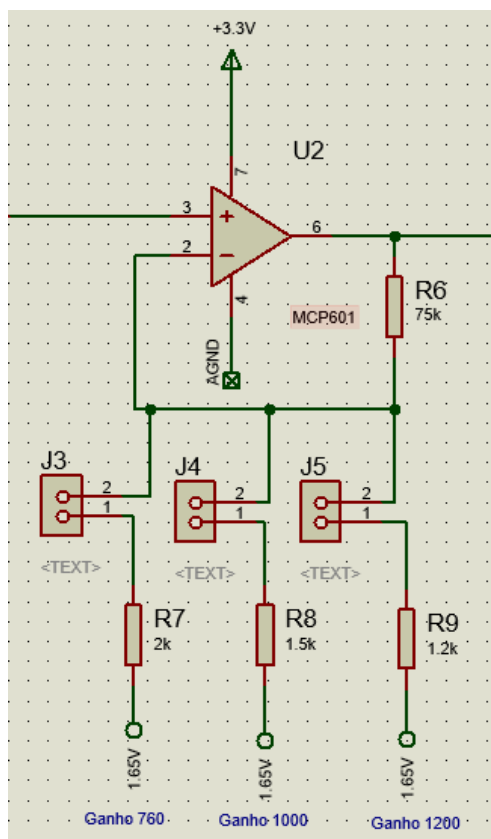 +3.3V
U2
7
3
6
2
4
R6
75k
MCP601
AGND
J3
J4
J5
2
1
2
1
2
1
<TEXT>
<TEXT>
<TEXT>
R7
2k
R8
1.5k
R9
1.2k
1.65V
1.65V
1.65V
Ganho 760
Ganho 1000
Ganho 1200